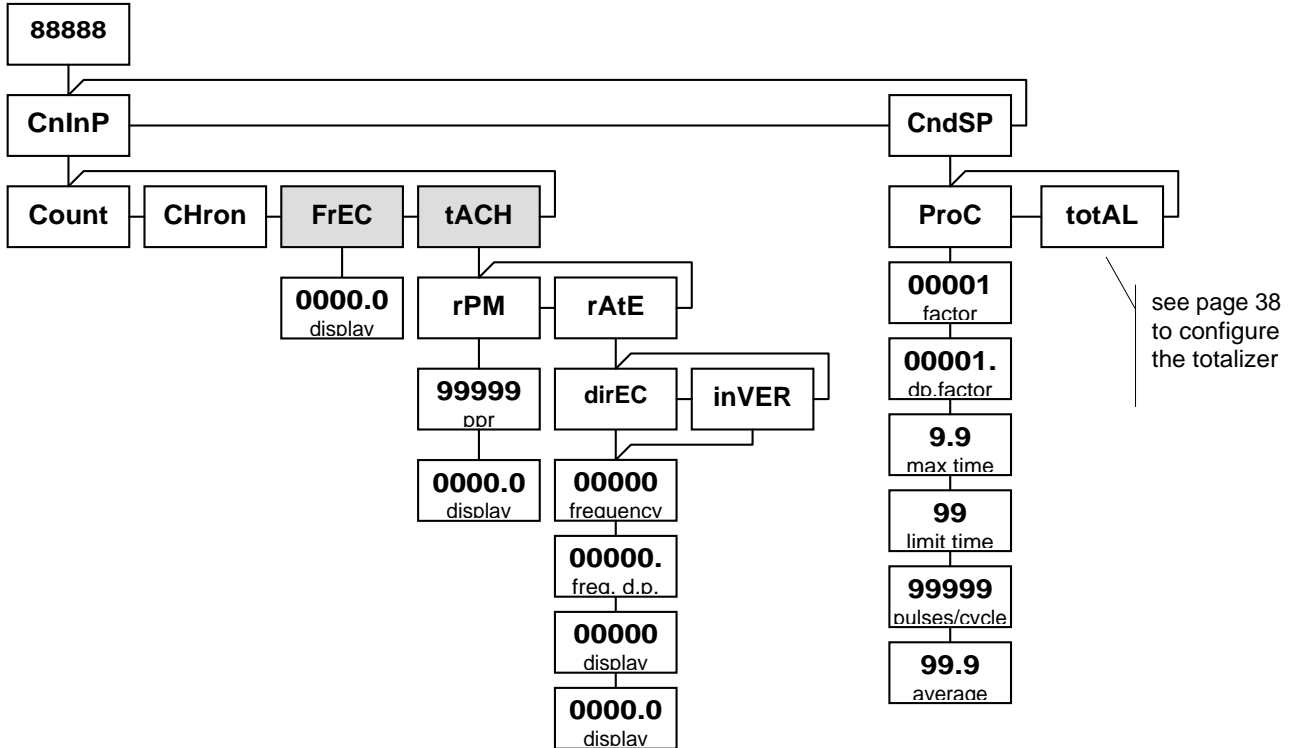 88888
CnInP
CndSP
Count
CHron
FrEC
tACH
ProC
totAL
0000.0
display
rPM
rAtE
00001
factor
see page 38
to configure
the totalizer
99999
ppr
dirEC
inVER
00001.
dp.factor
9.9
max time
0000.0
display
00000
frequency
99
limit time
00000.
freq. d.p.
99999
pulses/cycle
00000
display
99.9
average
0000.0
display